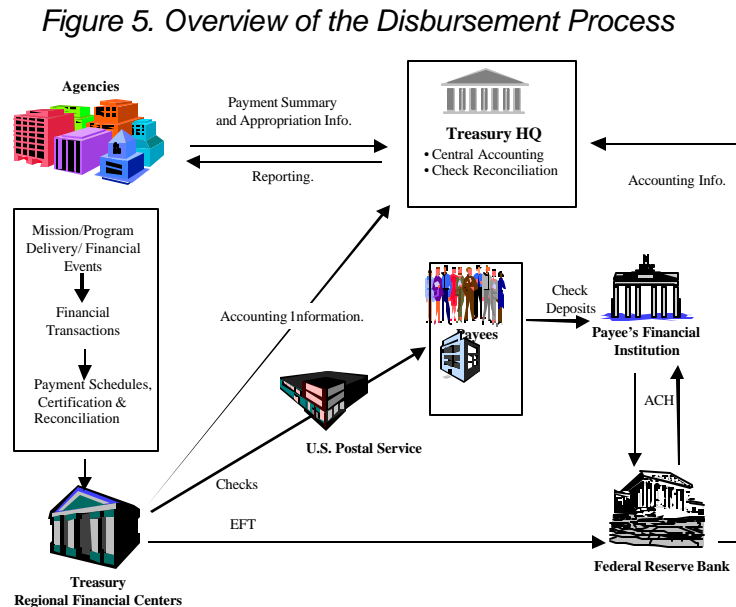 Figure 5. Overview of the Disbursement Process
Agencies
Payment Summary
and Appropriation Info.
Reporting.
Treasury HQ
• Central Accounting
• Check Reconciliation
Accounting Info.
Mission/Program
Delivery/ Financial
Events
Financial
Transactions
Payment Schedules,
Certification &
Reconciliation
Accounting 1nformation.
Payees
Check
Deposits
Payee's Financial
Institution
ACH
U.S. Postal Service
Checks
EFT
Treasury
Regional Financial Centers
Federal Reserve Bank